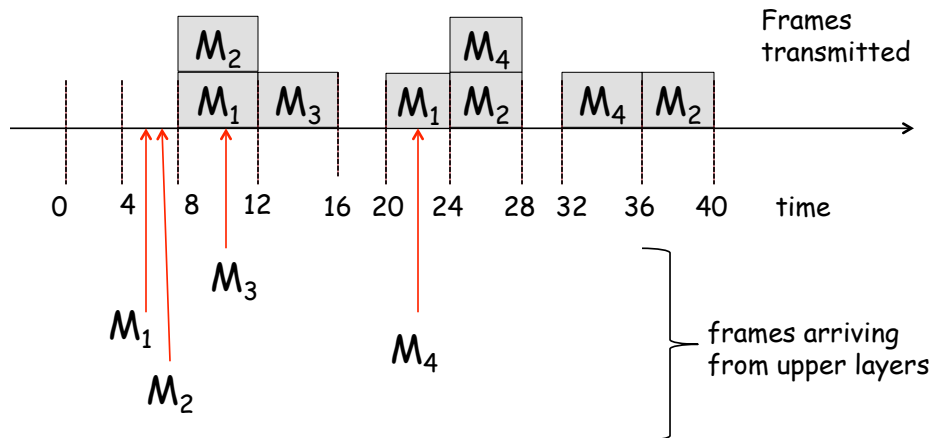 Frames
transmitted
M₂
M₄
M₁
M₃
M₁
M₂
M₄
M₂
0
4
8
12
16
20
24
28
32
36
40
time
M₃
M₁
M₄
M₂
frames arriving
from upper layers